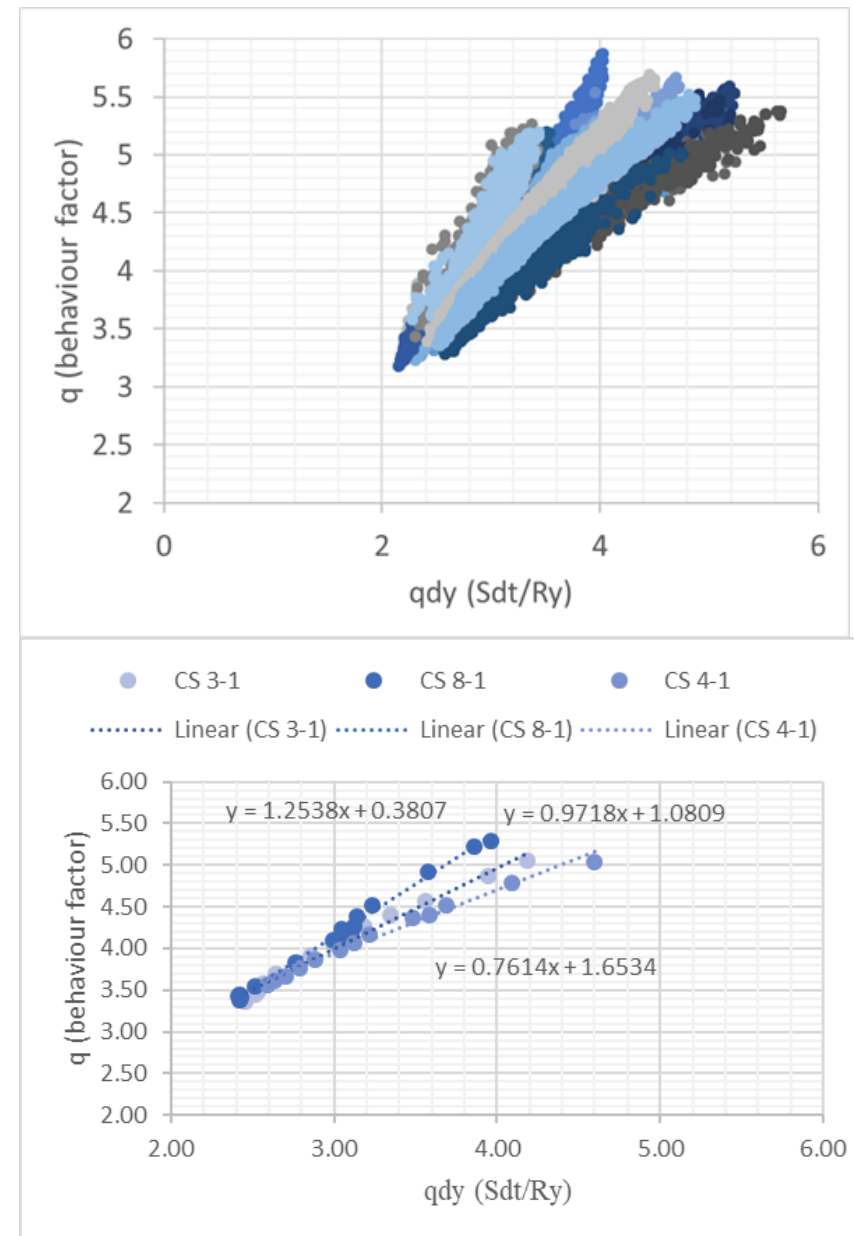 6
5.5
5
4.5
4
3.5
3
2.5
2
0 2 4 6
q (behaviour factor)
qdy (Sdt/Ry)
CS 3-1 CS 8-1 CS 4-1
Linear (CS 3-1) Linear (CS 8-1) Linear (CS 4-1)
6.00
5.50
5.00
4.50
4.00
3.50
3.00
2.50
2.00
y = 1.2538x + 0.3807 y = 0.9718x + 1.0809
y = 0.7614x + 1.6534
2.00 3.00 4.00 5.00 6.00
q (behaviour factor)
qdy (Sdt/Ry)